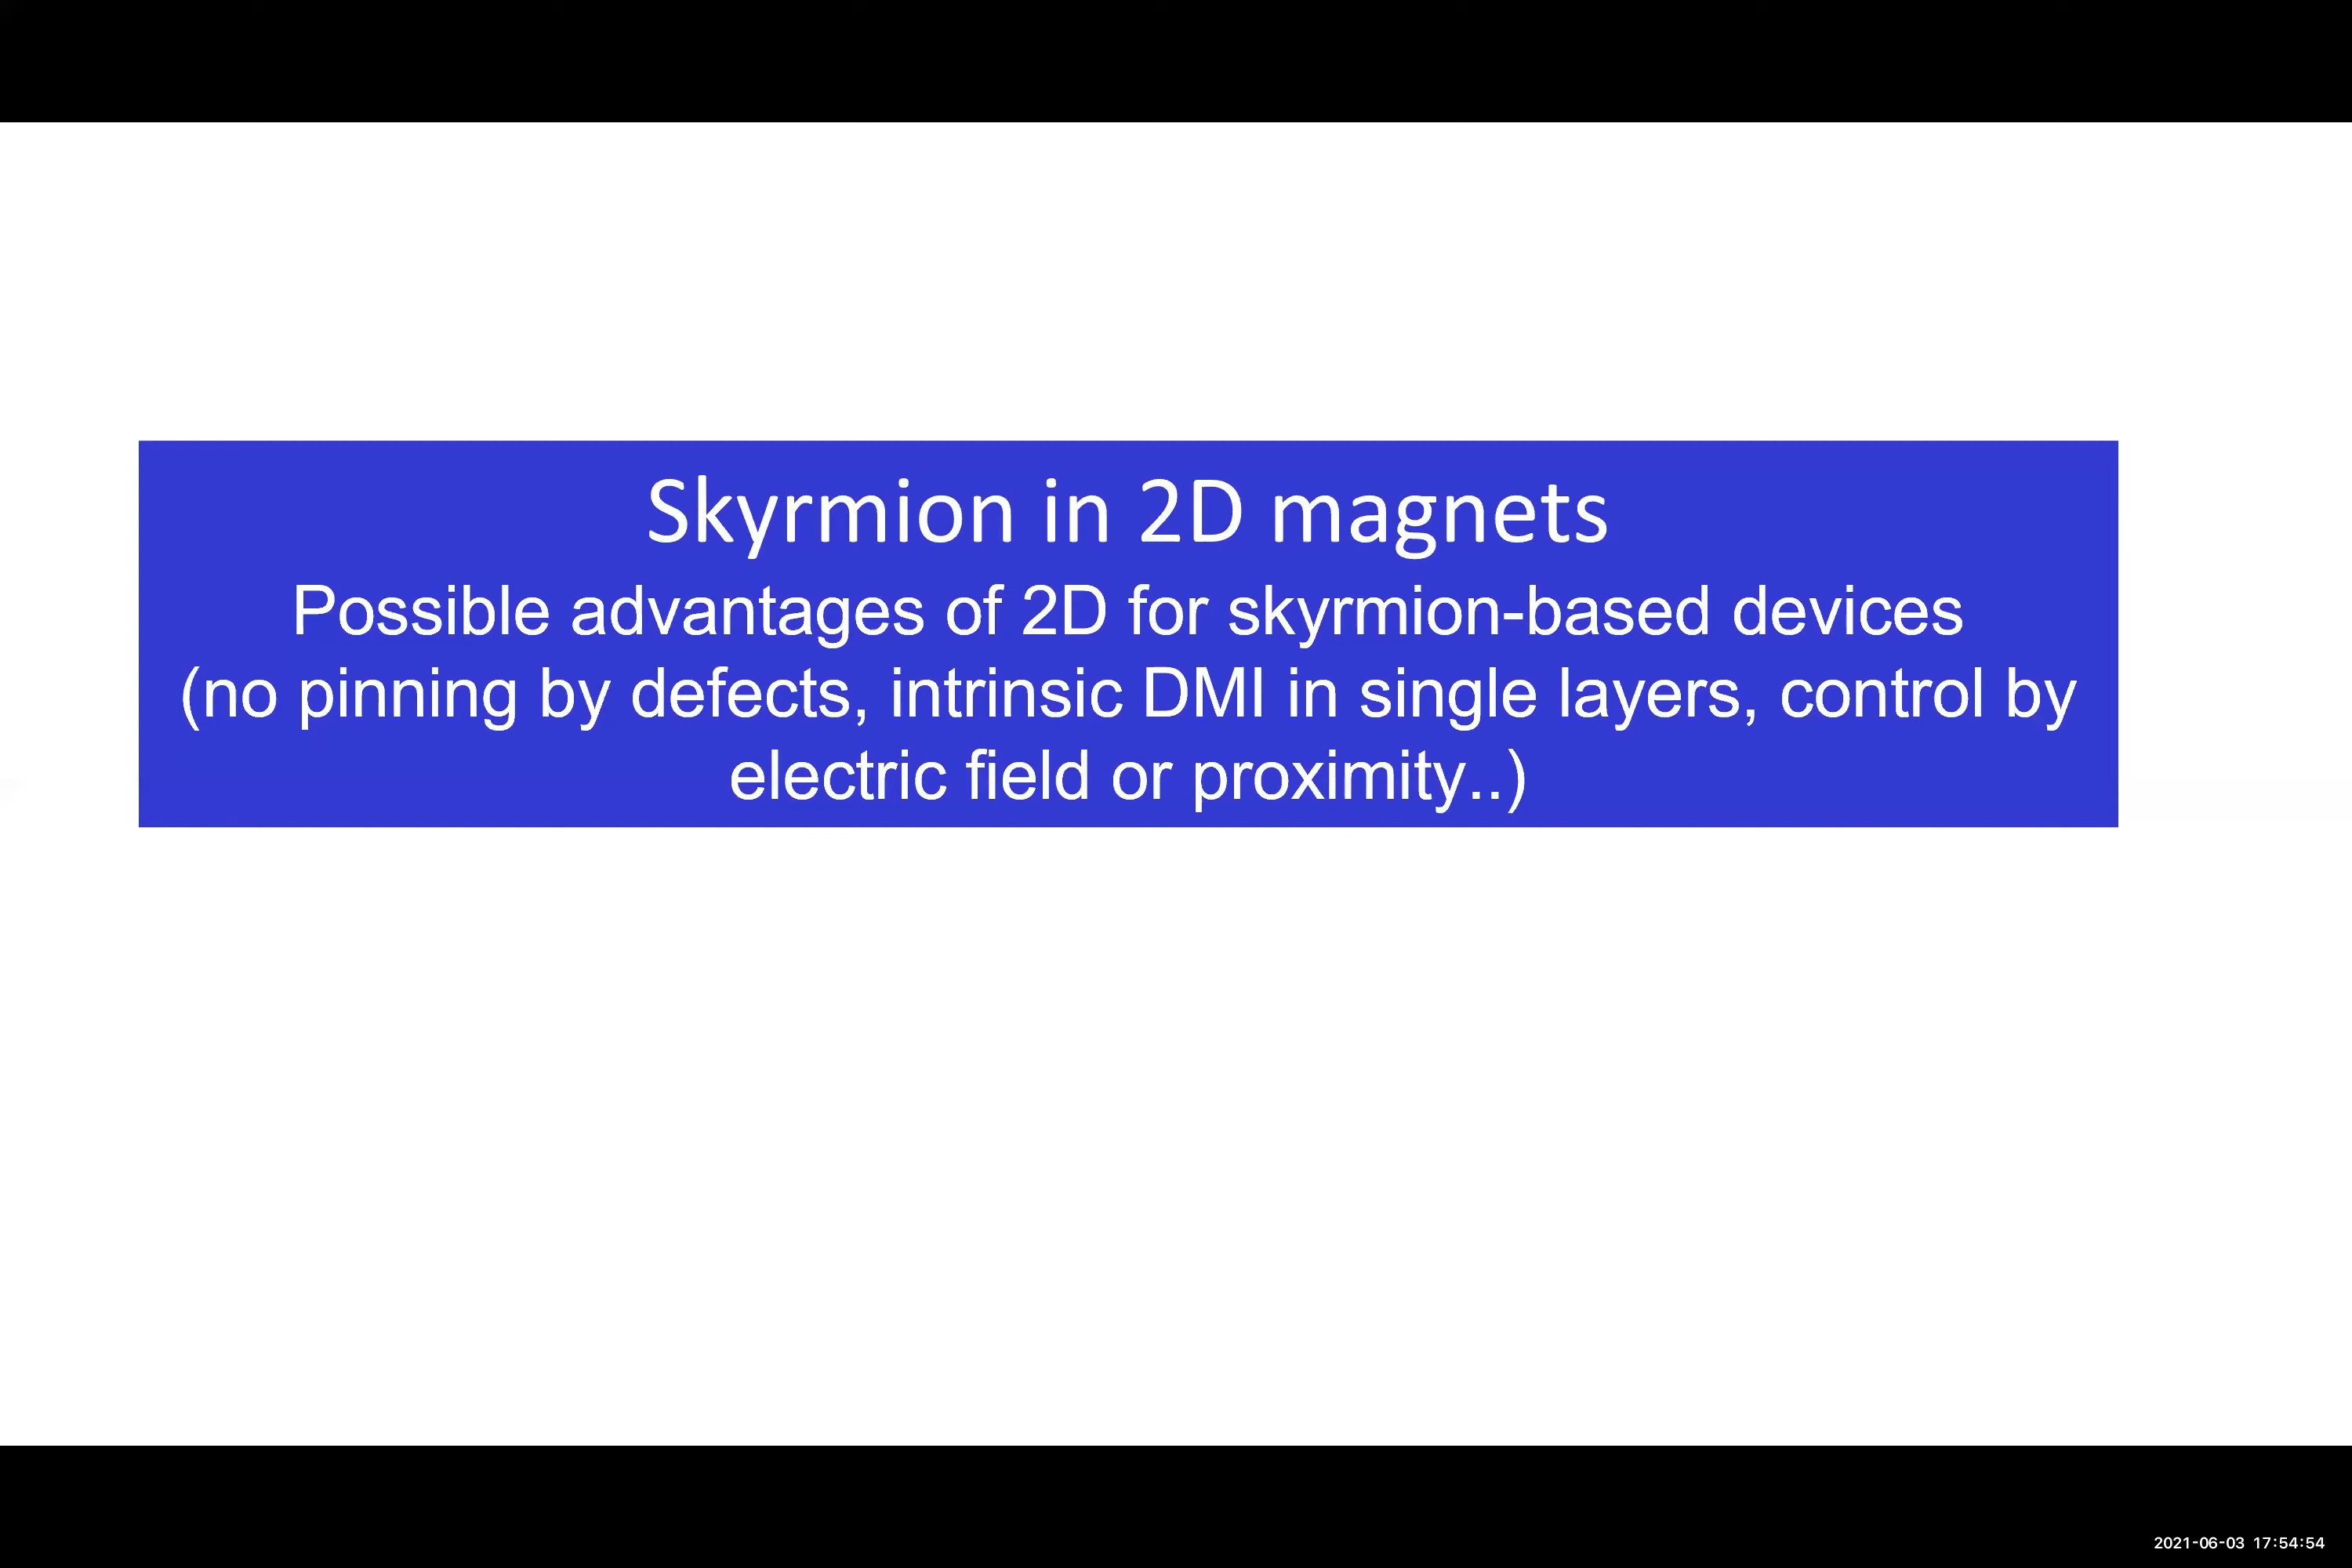 Skyrmion in 2D magnets
Possible advantages of 2D for skyrmion-based devices
(no pinning by defects, intrinsic DMI in single layers, control by
electric field or proximity..)
2021-06-03 17:54:54